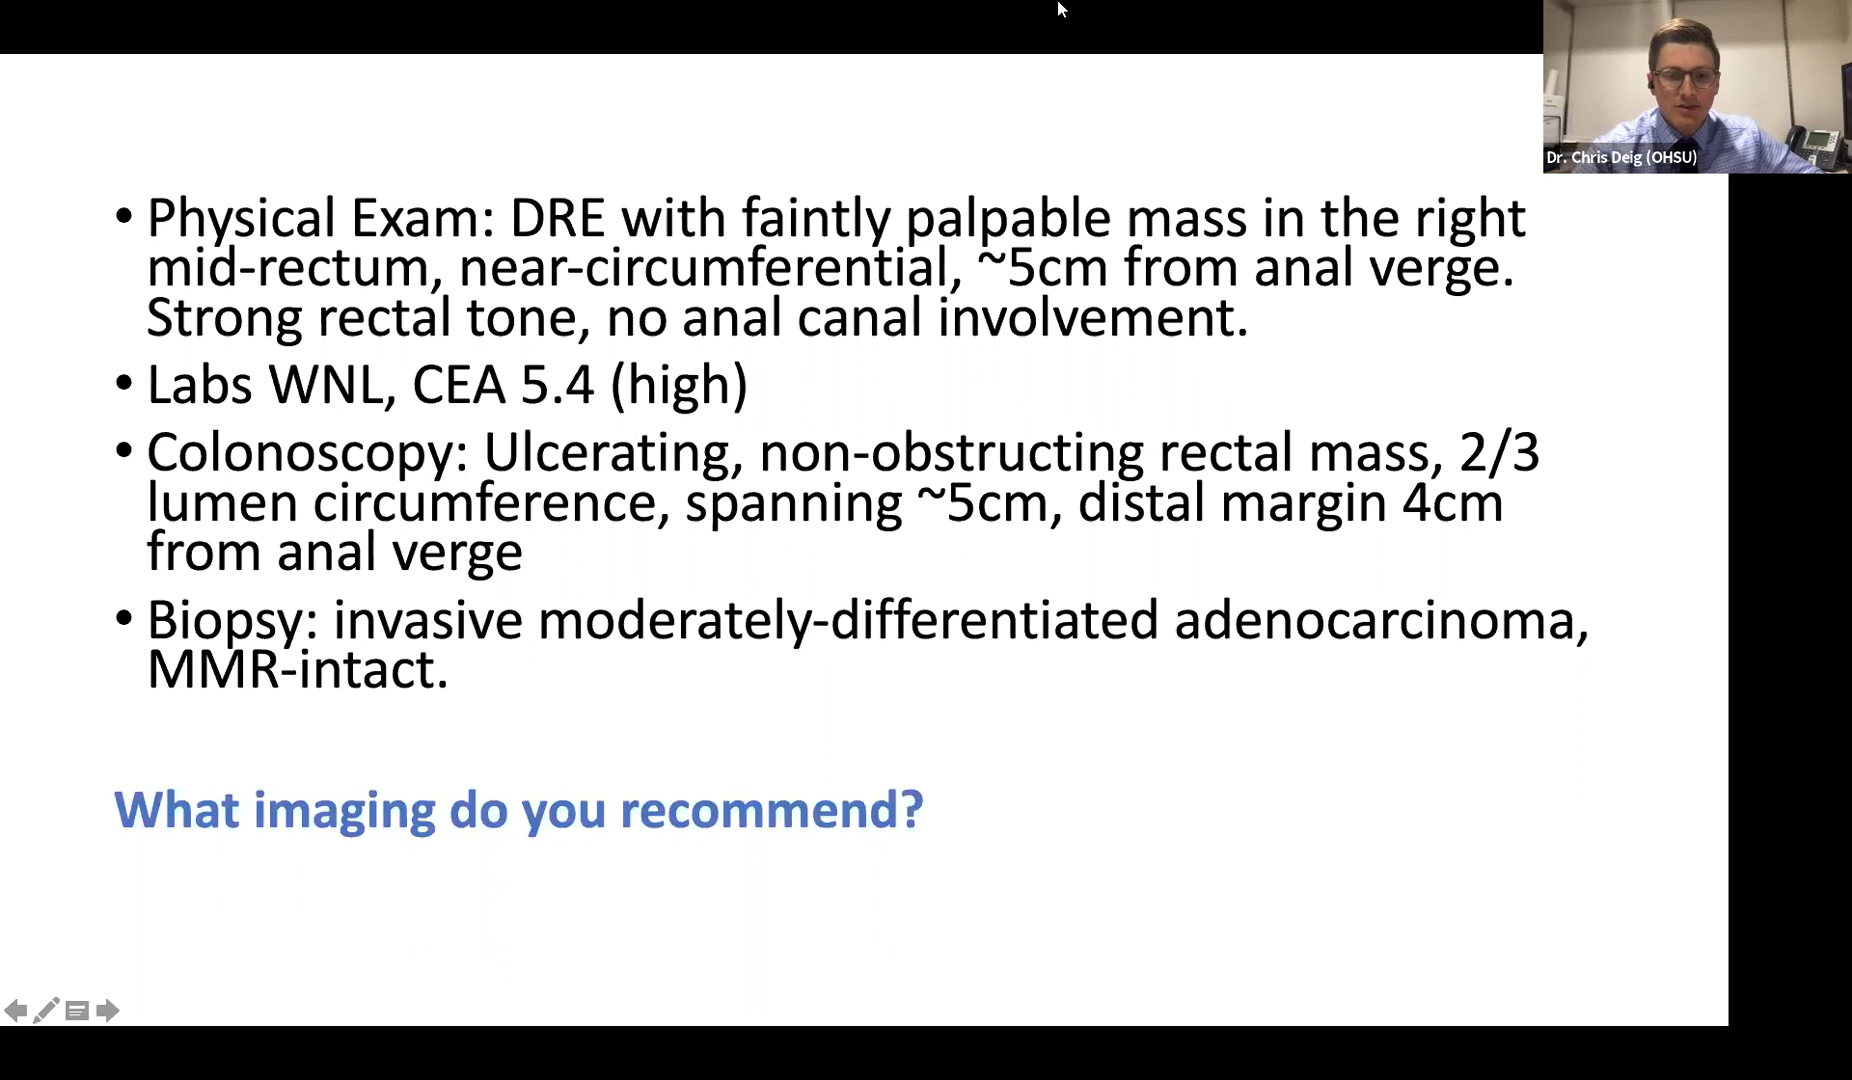 Dr. Chris Deig (OHSU)
• Physical Exam: DRE with faintly palpable mass in the right
mid-rectum, near-circumferential, ~5cm from anal verge.
Strong rectal tone, no anal canal involvement.
• Labs WNL, CEA 5.4 (high)
• Colonoscopy: Ulcerating, non-obstructing rectal mass, 2/3
lumen circumference, spanning ~5cm, distal margin 4cm
from anal verge
• Biopsy: invasive moderately-differentiated adenocarcinoma,
MMR-intact.
What imaging do you recommend?